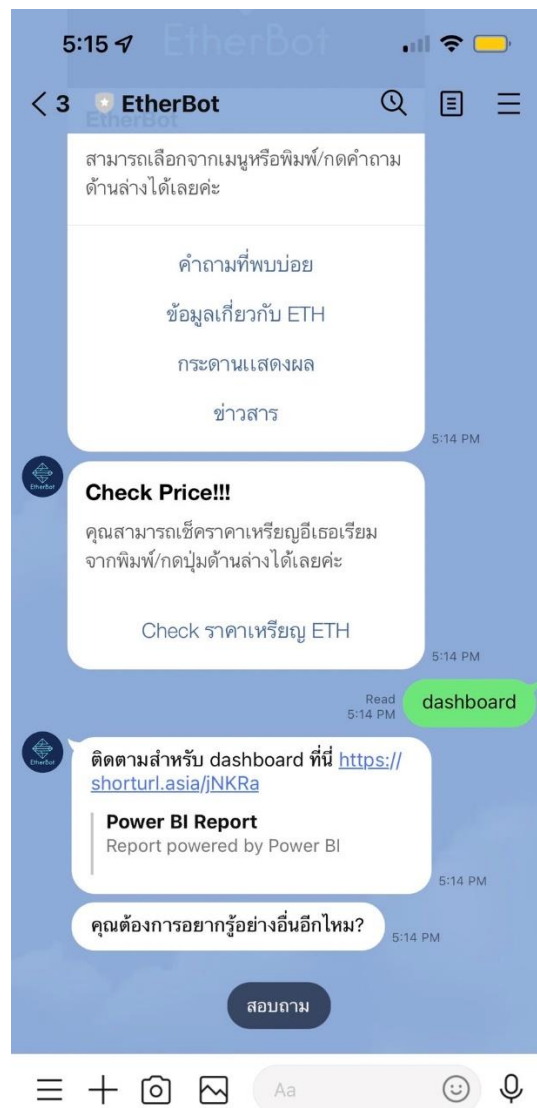 EtherBot
5:15
3 EtherBot
EtherBot
สามารถเลือกจากเมนูหรือพิมพ์/กดคำถาม
ด้านล่างได้เลยค่ะ
คำถามที่พบบ่อย
ข้อมูลเกี่ยวกับ ETH
กระดานเเสดงผล
ข่าวสาร
5:14 PM
EtherBot
Check Price!!!
คุณสามารถเช็คราคาเหรียญอีเธอเรียม
จากพิมพ์/กดปุ่มด้านล่างได้เลยค่ะ
Check ราคาเหรียญ ETH
5:14 PM
Read
5:14 PM
dashboard
EtherBot
ติดตามสำหรับ dashboard ที่นี่ https://
shorturl.asia/jNKRa
Power BI Report
Report powered by Power BI
5:14 PM
คุณต้องการอยากรู้อย่างอื่นอีกไหม?
5:14 PM
สอบถาม
Aa